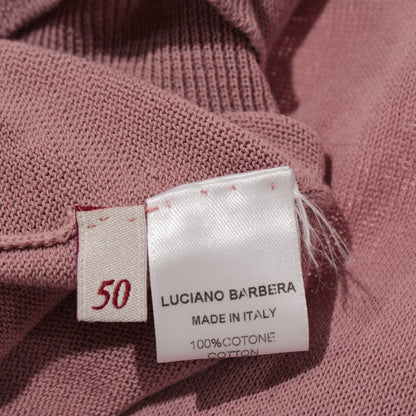 50
LUCIANO BARBERA
MADE IN ITALY
100%COTONE
COTTON